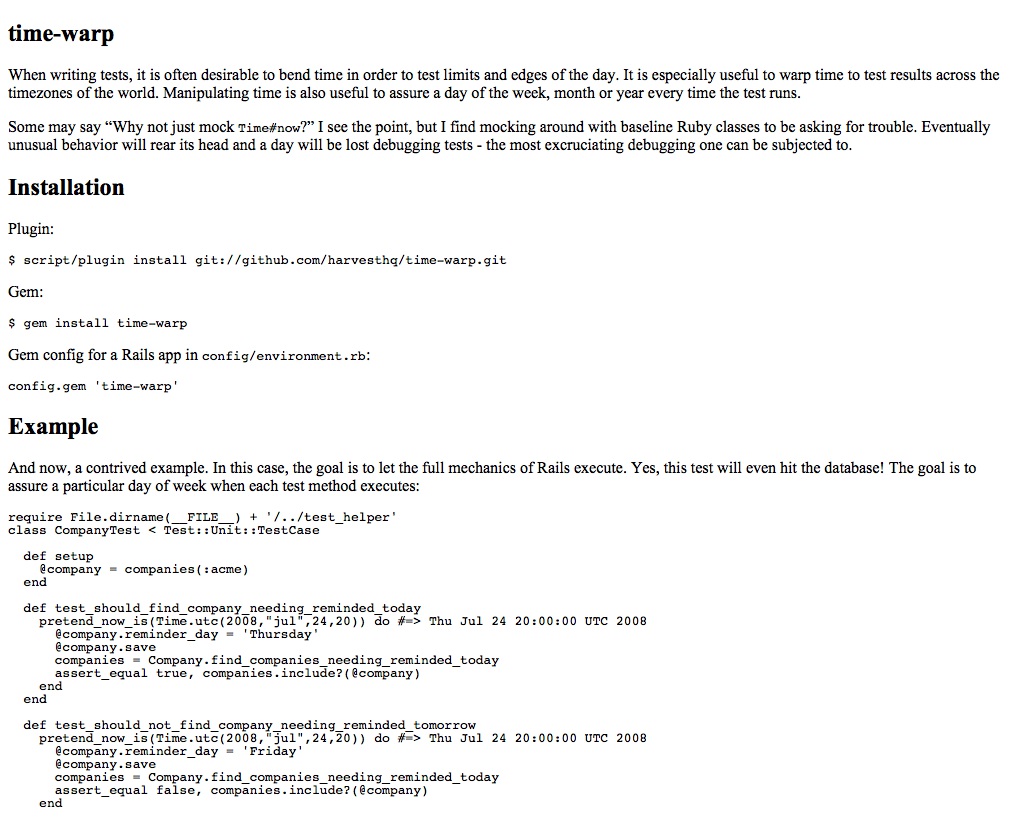 time-warp
When writing tests, it is often desirable to bend time in order to test limits and edges of the day. It is especially useful to warp time to test results across the
timezones of the world. Manipulating time is also useful to assure a day of the week, month or year every time the test runs.
Some may say “Why not just mock Time#now?” I see the point, but I find mocking around with baseline Ruby classes to be asking for trouble. Eventually
unusual behavior will rear its head and a day will be lost debugging tests - the most excruciating debugging one can be subjected to.
Installation
Plugin:
$ script/plugin install git://github.com/harvesthq/time-warp.git
Gem:
$ gem install time-warp
Gem config for a Rails app in config/environment.rb:
config.gem 'time-warp'
Example
And now, a contrived example. In this case, the goal is to let the full mechanics of Rails execute. Yes, this test will even hit the database! The goal is to
assure a particular day of week when each test method executes:
require File.dirname(__FILE__) + '/../test_helper'
class CompanyTest < Test::Unit::TestCase
  def setup
    @company = companies(:acme)
  end
  def test_should_find_company_needing_reminded_today
    pretend_now_is(Time.utc(2008,"jul",24,20)) do #=> Thu Jul 24 20:00:00 UTC 2008
      @company.reminder_day = 'Thursday'
      @company.save
      companies = Company.find_companies_needing_reminded_today
      assert_equal true, companies.include?(@company)
    end
  end
  def test_should_not_find_company_needing_reminded_tomorrow
    pretend_now_is(Time.utc(2008,"jul",24,20)) do #=> Thu Jul 24 20:00:00 UTC 2008
      @company.reminder_day = 'Friday'
      @company.save
      companies = Company.find_companies_needing_reminded_today
      assert_equal false, companies.include?(@company)
    end